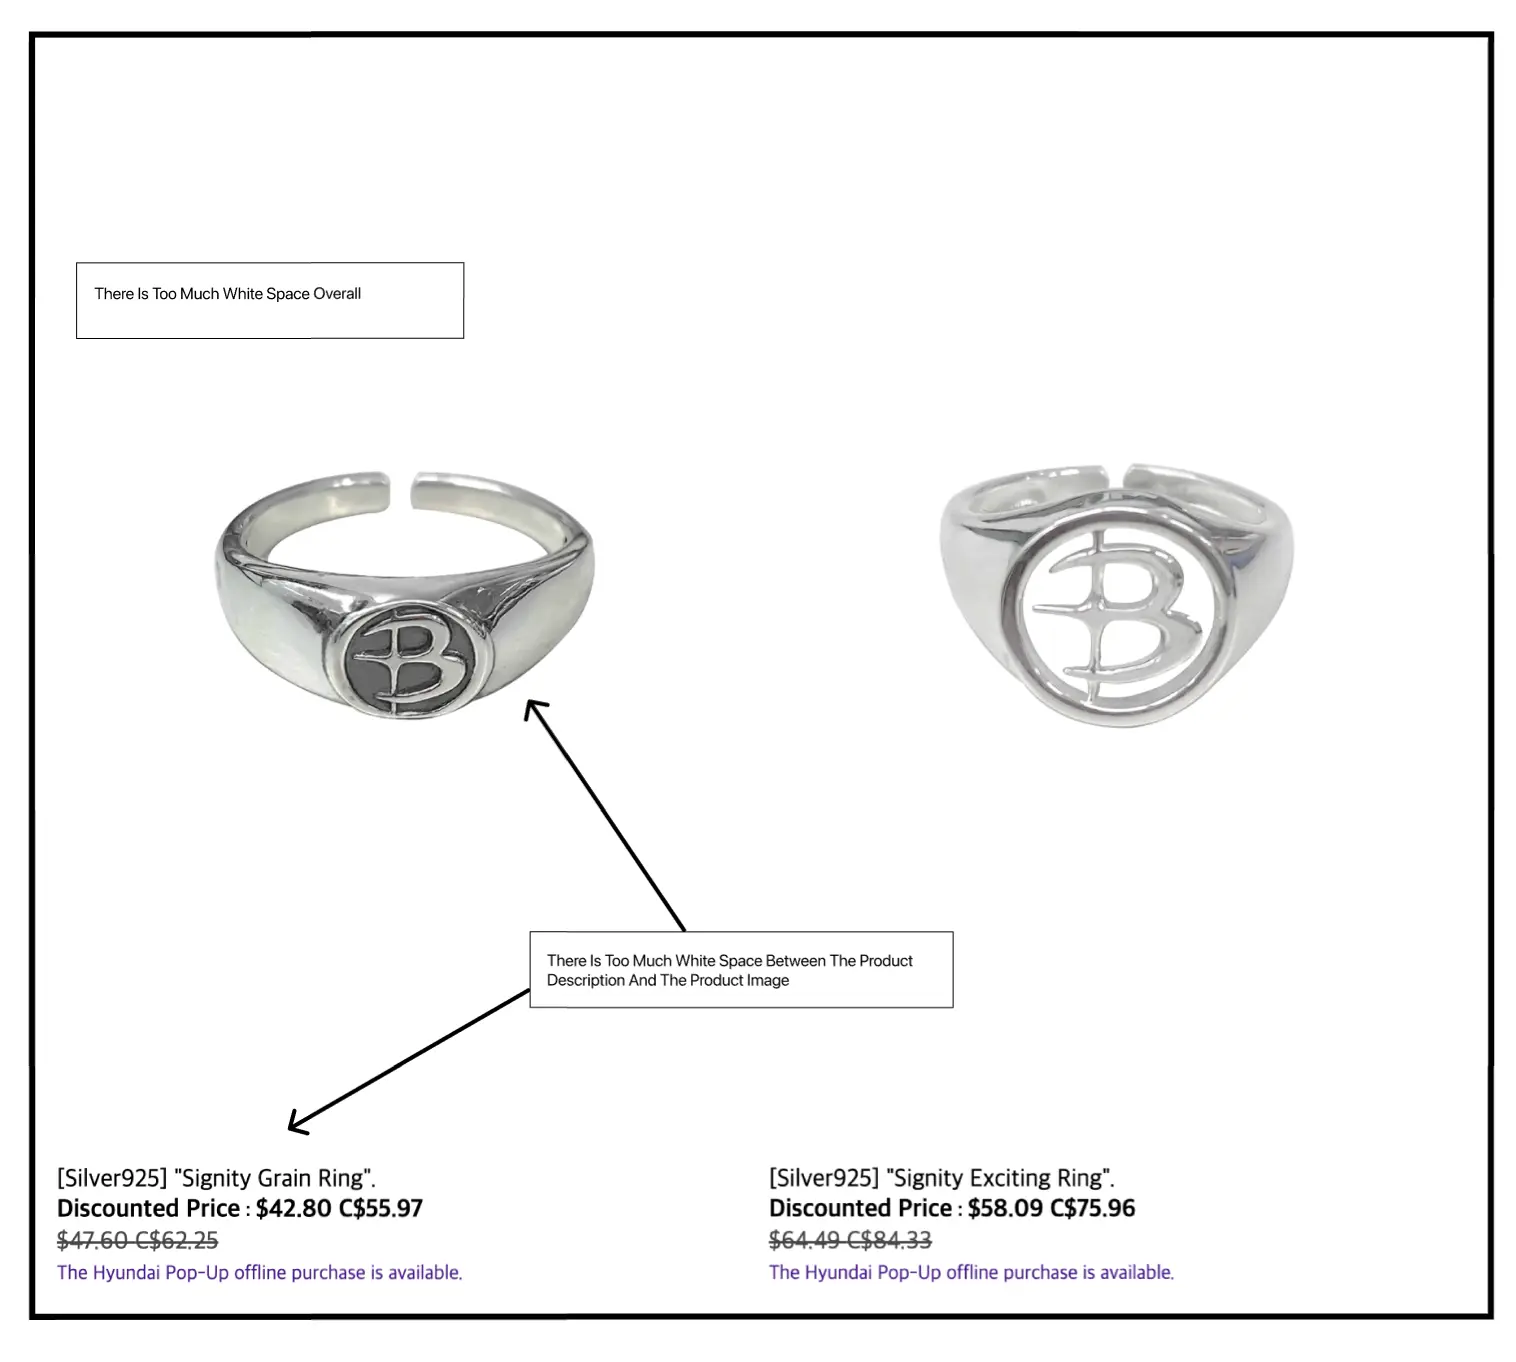 There Is Too Much White Space Overall
B
B
There Is Too Much White Space Between The Product
Description And The Product Image
[Silver925] "Signity Grain Ring".
Discounted Price : $42.80 C$55.97
$47.60 C$62.25
The Hyundai Pop-Up offline purchase is available.
[Silver925] "Signity Exciting Ring".
Discounted Price : $58.09 C$75.96
$64.49 C$84.33
The Hyundai Pop-Up offline purchase is available.